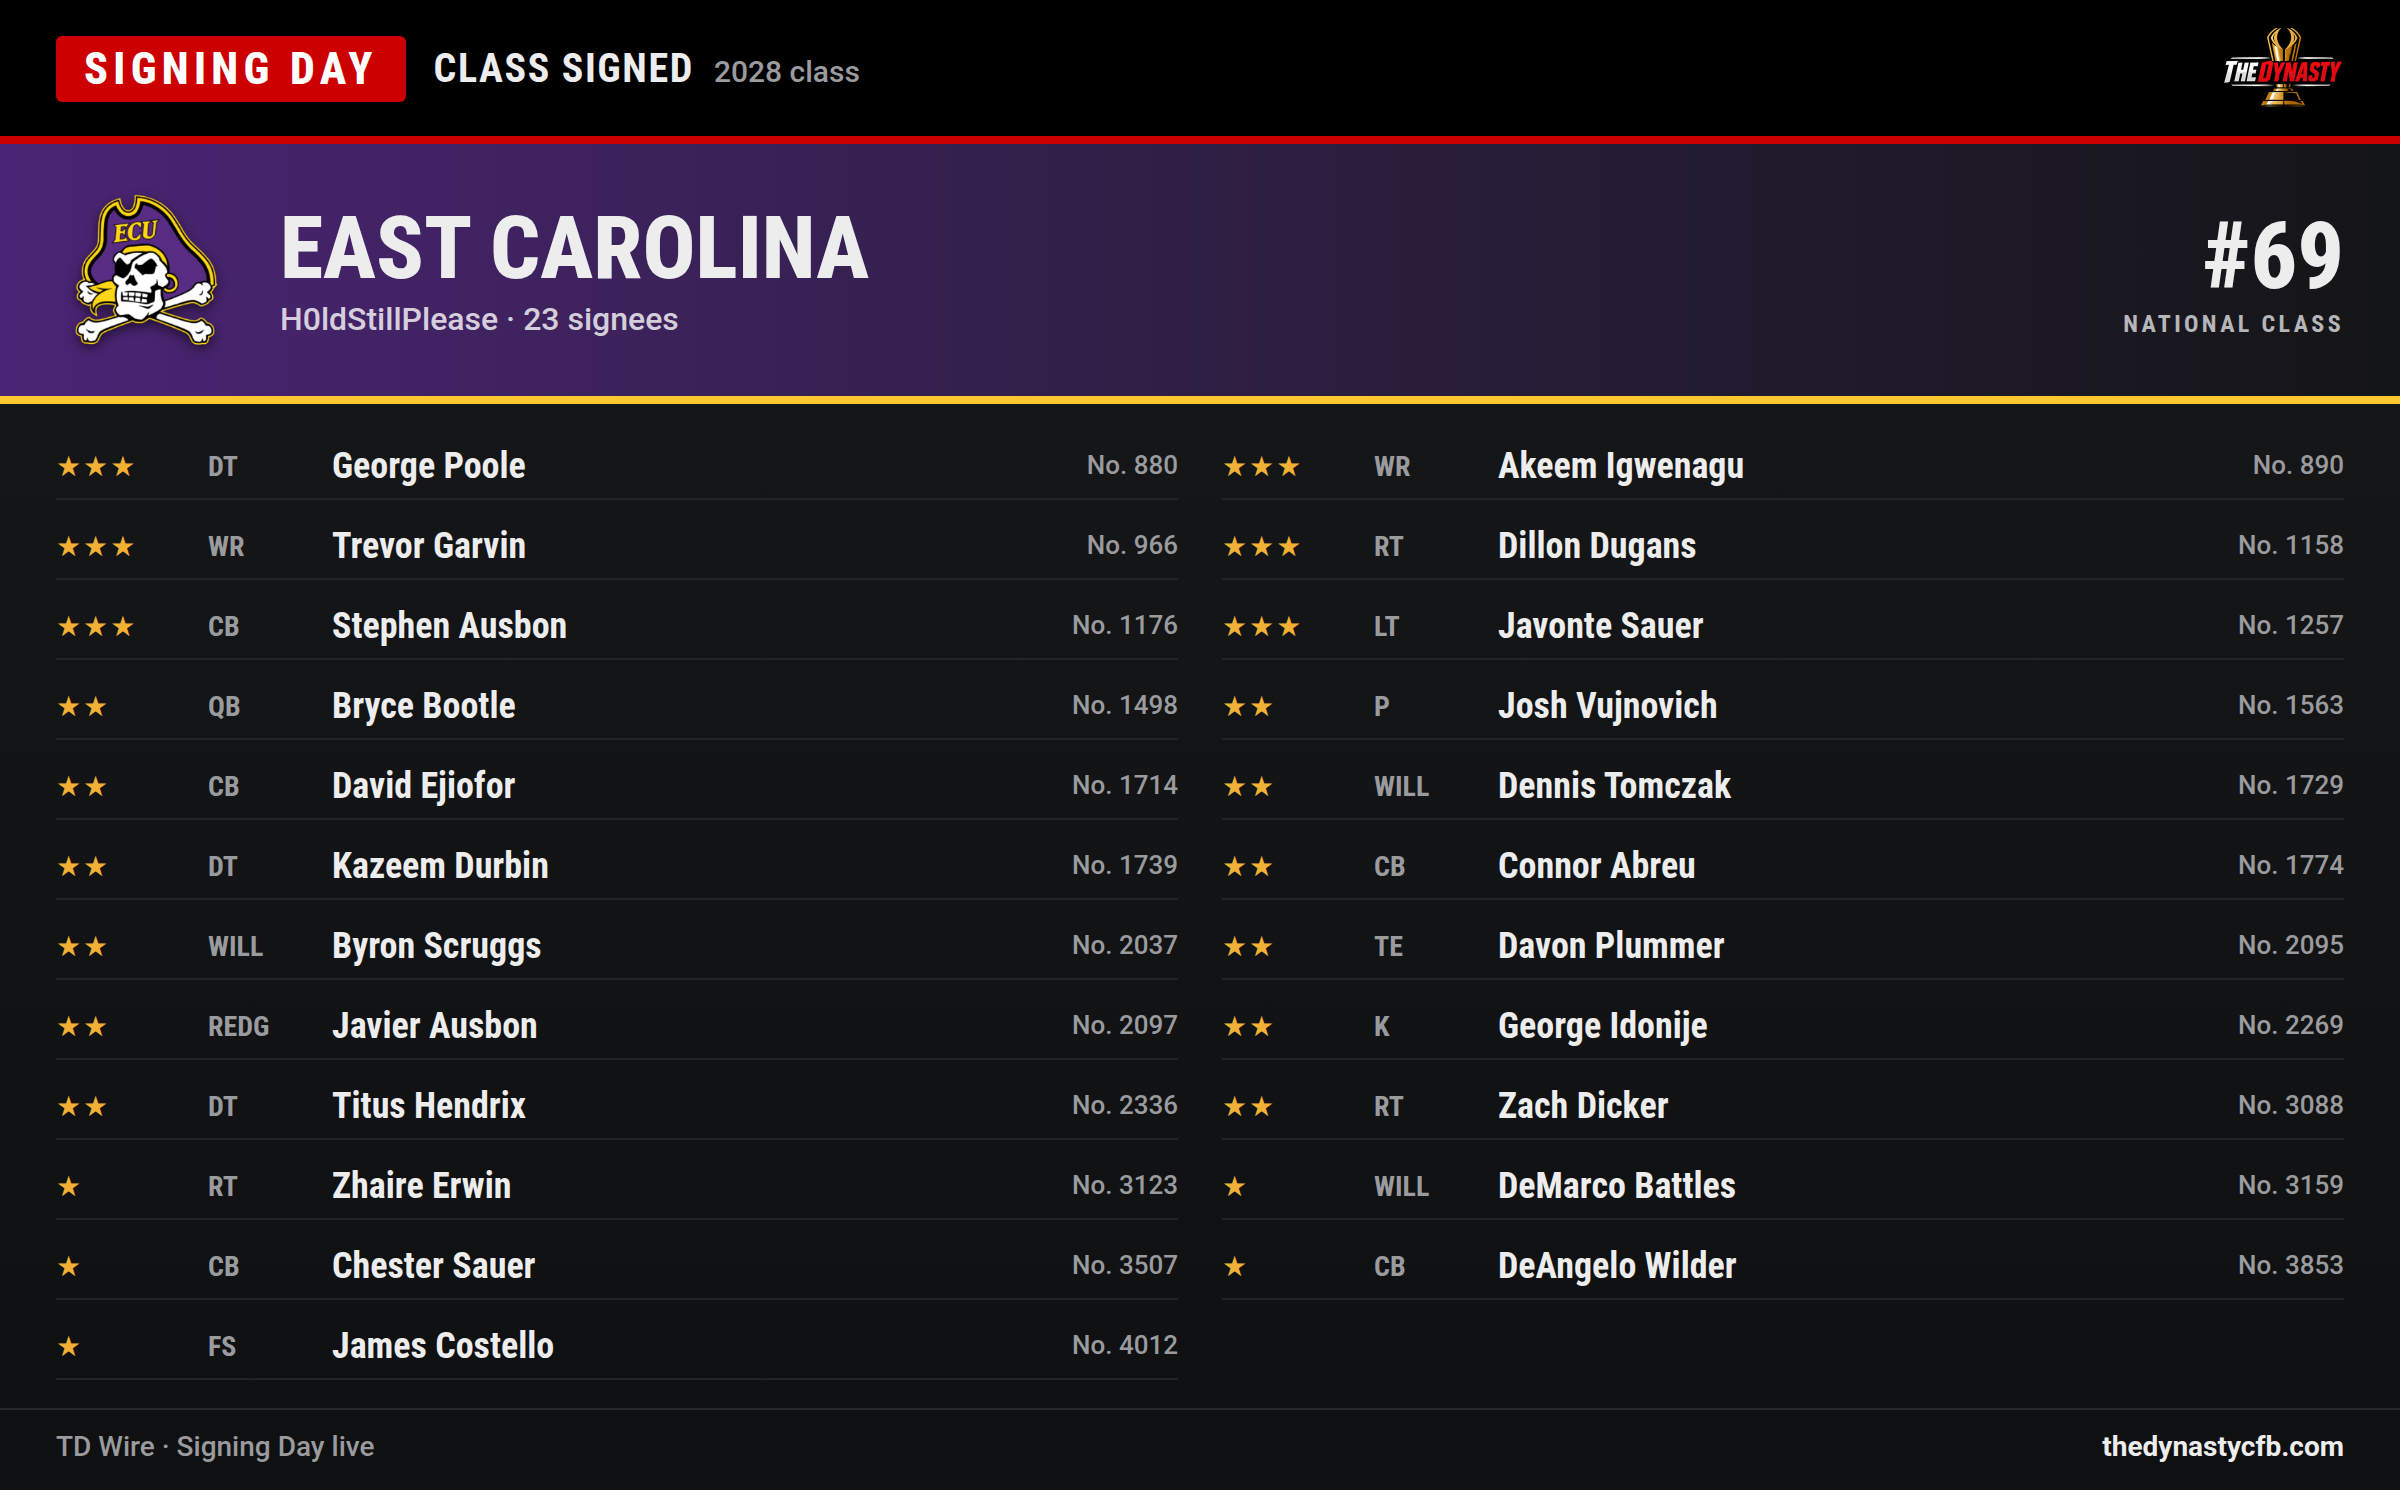 SIGNING DAY CLASS SIGNED 2028 class
THE DYNASTY
ECU
EAST CAROLINA
H0ldStillPlease · 23 signees
#69
NATIONAL CLASS
★★★ DT George Poole No. 880
★★★ WR Akeem Igwenagu No. 890
★★★ WR Trevor Garvin No. 966
★★★ RT Dillon Dugans No. 1158
★★★ CB Stephen Ausbon No. 1176
★★★ LT Javonte Sauer No. 1257
★★ QB Bryce Bootle No. 1498
★★ P Josh Vujnovich No. 1563
★★ CB David Ejiofor No. 1714
★★ WILL Dennis Tomczak No. 1729
★★ DT Kazeem Durbin No. 1739
★★ CB Connor Abreu No. 1774
★★ WILL Byron Scruggs No. 2037
★★ TE Davon Plummer No. 2095
★★ REDG Javier Ausbon No. 2097
★★ K George Idonije No. 2269
★★ DT Titus Hendrix No. 2336
★★ RT Zach Dicker No. 3088
★ RT Zhaire Erwin No. 3123
★ WILL DeMarco Battles No. 3159
★ CB Chester Sauer No. 3507
★ CB DeAngelo Wilder No. 3853
★ FS James Costello No. 4012
TD Wire · Signing Day live
thedynastycfb.com